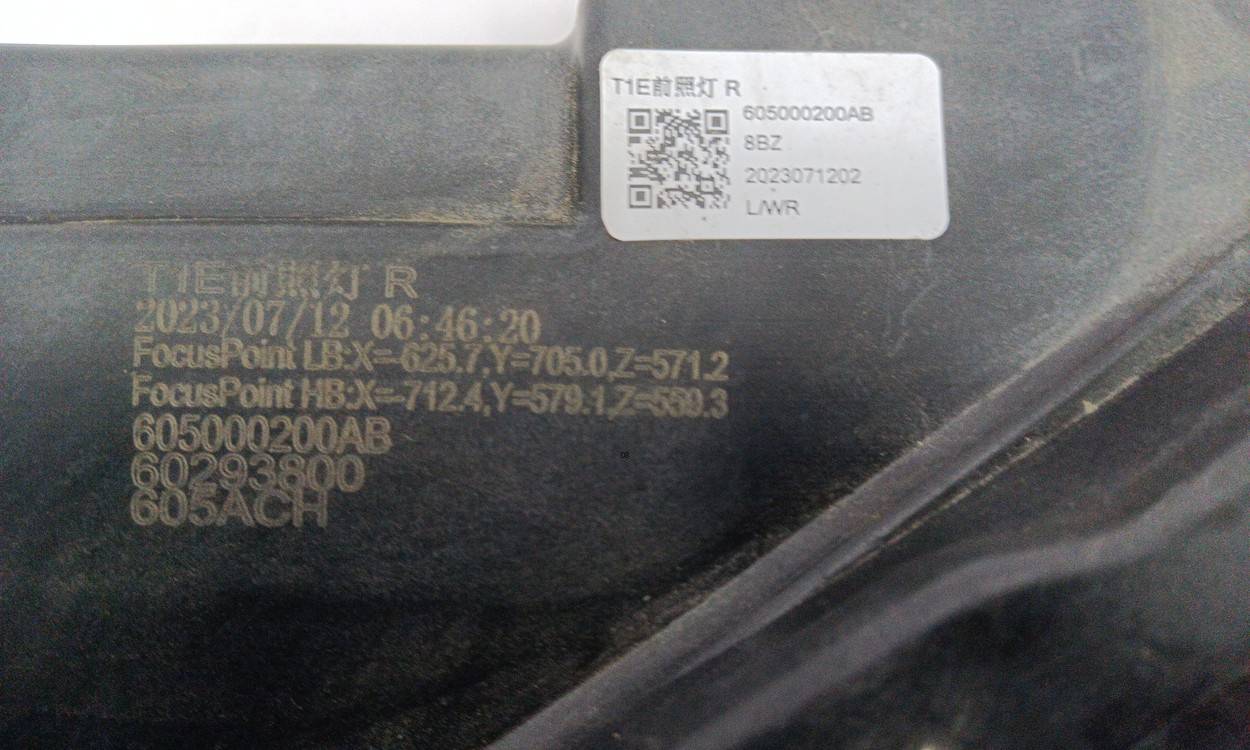 T1E前照灯 R
605000200AB
8BZ
2023071202
L/WR
T1E前照灯 R
2023/07/12 06:46:20
FocusPoint LB:X=-625.7,Y=705.0,Z=571.2
FocusPoint HB:X=-712.4,Y=579.1,Z=559.3
605000200AB
60293800
605ACH
08